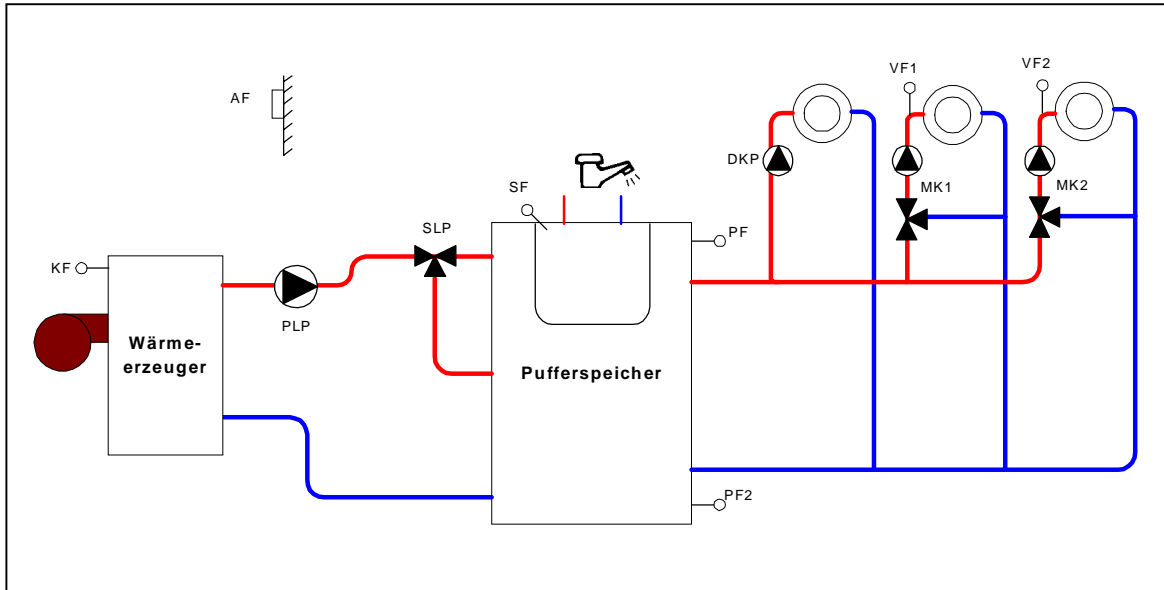 VF1
VF2
AF
DKP
SF
MK1
MK2
SLP
PF
KF
PLP
Wärme-
erzeuger
Pufferspeicher
PF2